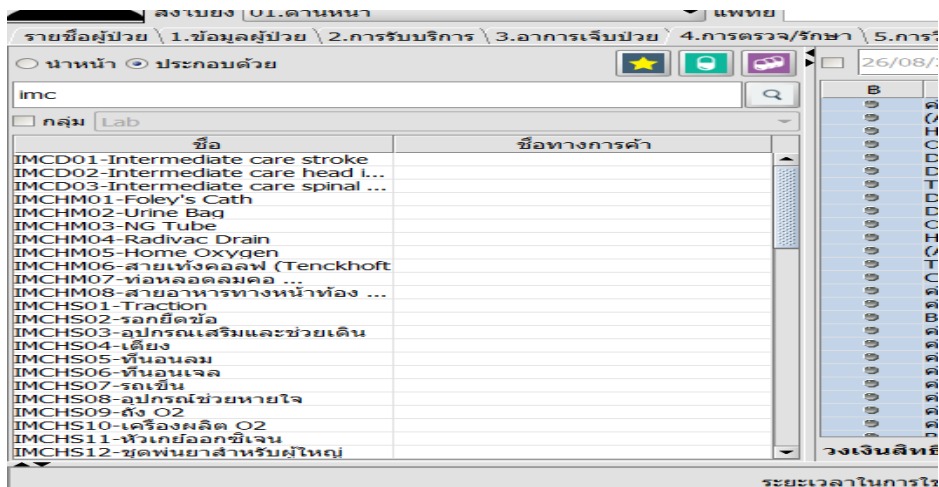 ส่งไปยัง 01.ด้านหน้า แพทย์
รายชื่อผู้ป่วย 1.ข้อมูลผู้ป่วย 2.การรับบริการ 3.อาการเจ็บป่วย 4.การตรวจ/รักษา 5.การวิ
นำหน้า ประกอบด้วย 26/08/
imc
B
กลุ่ม Lab
ชื่อ ชื่อทางการค้า
IMCD01-Intermediate care stroke
IMCD02-Intermediate care head i...
IMCD03-Intermediate care spinal ...
IMCHM01-Foley's Cath
IMCHM02-Urine Bag
IMCHM03-NG Tube
IMCHM04-Radivac Drain
IMCHM05-Home Oxygen
IMCHM06-สายเท้งคอลฟ (Tenckhoft
IMCHM07-ท่อหลอดลมคอ ...
IMCHM08-สายอาหารทางหน้าท้อง ...
IMCHS01-Traction
IMCHS02-รอกยืดข้อ
IMCHS03-อุปกรณเสริมและช่วยเดิน
IMCHS04-เตียง
IMCHS05-ที่นอนลม
IMCHS06-ที่นอนเจล
IMCHS07-รถเข็น
IMCHS08-อุปกรณ์ช่วยหายใจ
IMCHS09-ถัง O2
IMCHS10-เครื่องผลิต O2
IMCHS11-หัวเกย์ออกซิเจน
IMCHS12-ชุดพ่นยาสำหรับผู้ใหญ่
วงเงินสิทธิ
ระยะเวลาในการใช้